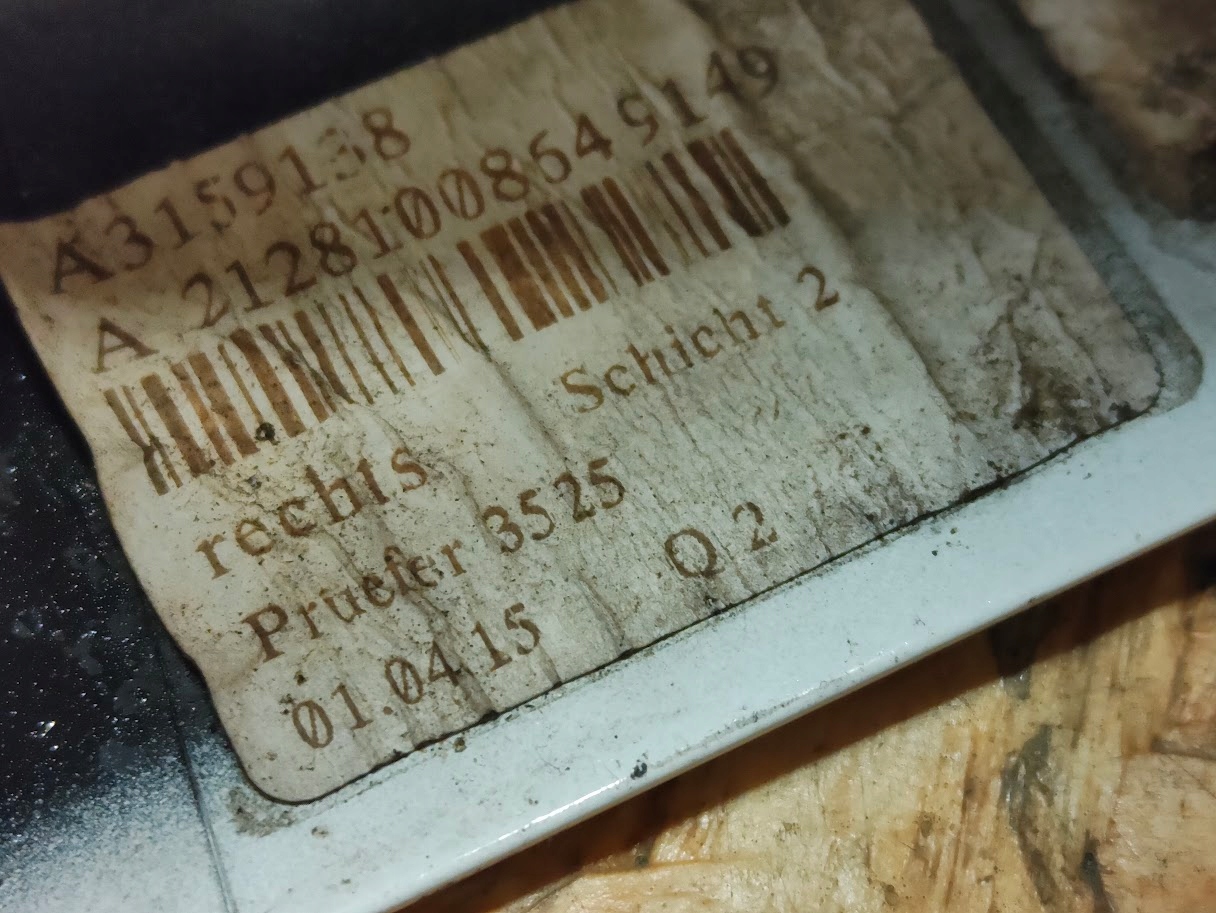 A3159138
A 2128100864 9149
Schicht 2
rechts
Pruefer 3525
Q 2
01.04.15